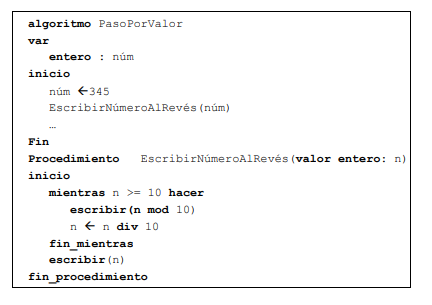 algoritmo PasoPorValor
var
entero : núm
inicio
núm ←345
EscribirNúmeroAlRevés(núm)
…
Fin
Procedimiento EscribirNúmeroAlRevés(valor entero: n)
inicio
mientras n >= 10 hacer
escribir(n mod 10)
n ← n div 10
fin_mientras
escribir(n)
fin_procedimiento